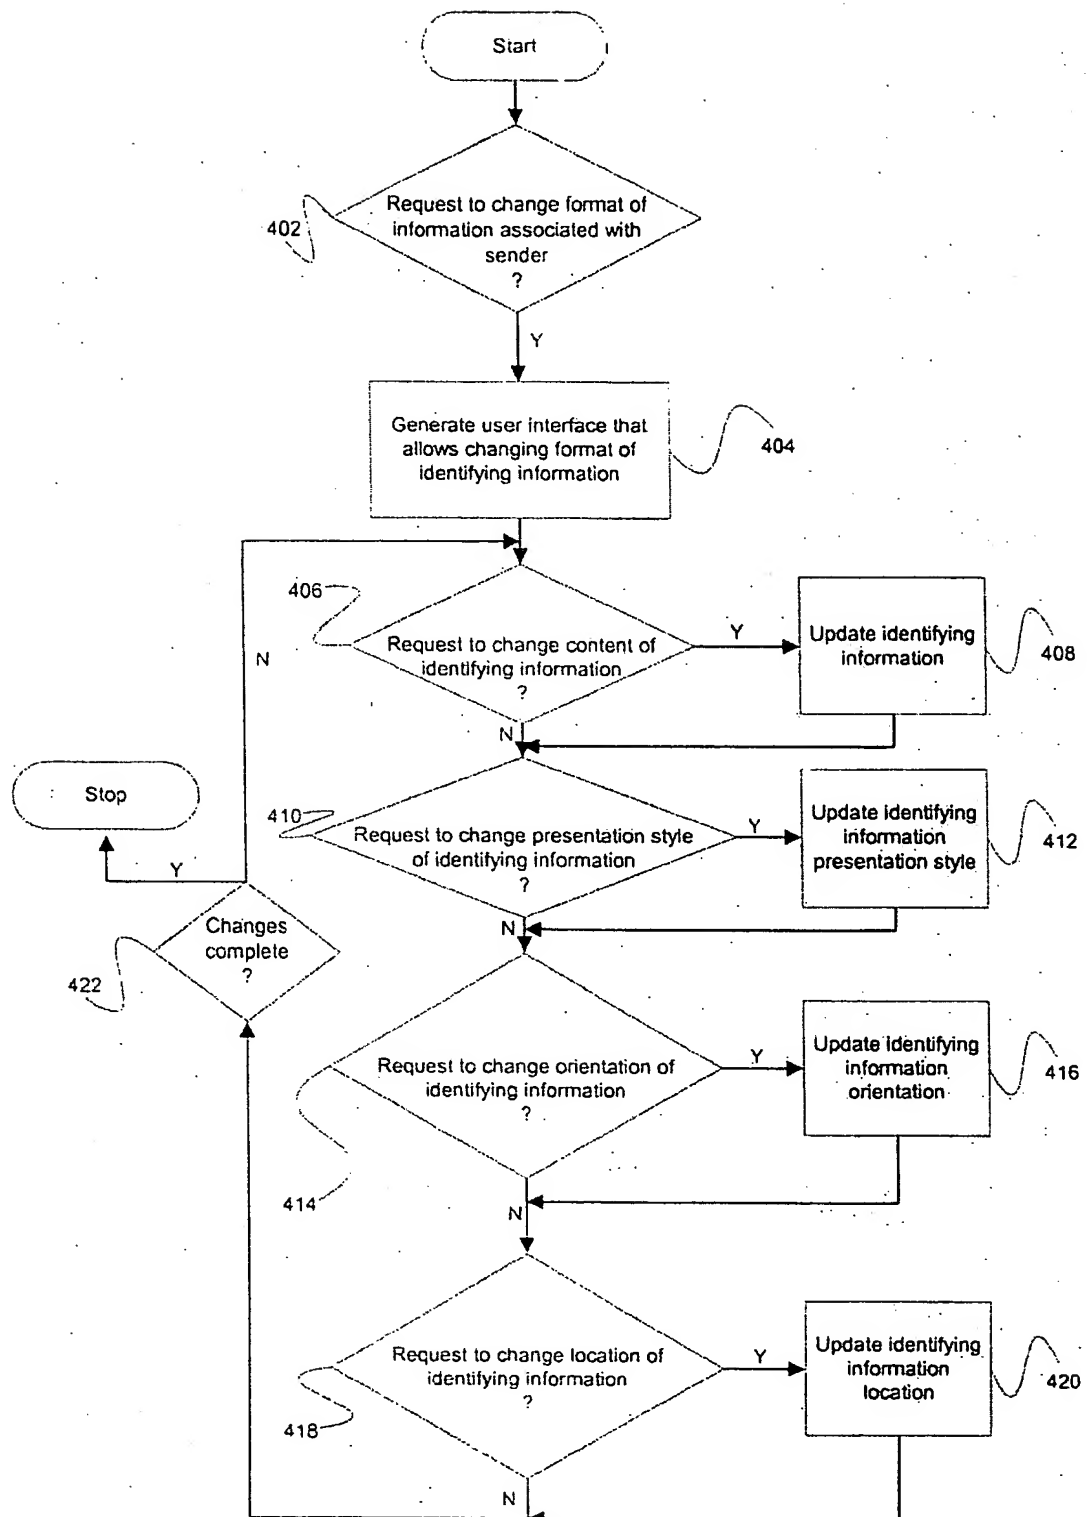 Start
Request to change format of
information associated with
sender
?
402
Y
Generate user interface that
allows changing format of
identifying information
404
406
Request to change content of
identifying information
?
Y
Update identifying
information
408
N
N
Stop
410
Request to change presentation style
of identifying information
?
Y
Update identifying
information
presentation style
412
Y
N
Changes
complete
?
422
Request to change orientation of
identifying information
?
Y
Update identifying
information
orientation
416
414
N
Request to change location of
identifying information
?
Y
Update identifying
information
location
420
418
N